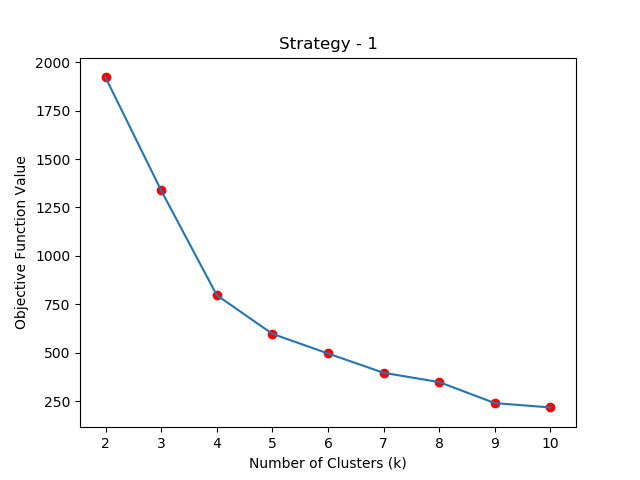 Strategy - 1
2000
1750
1500
1250
1000
750
500
250
Objective Function Value
2 3 4 5 6 7 8 9 10
Number of Clusters (k)